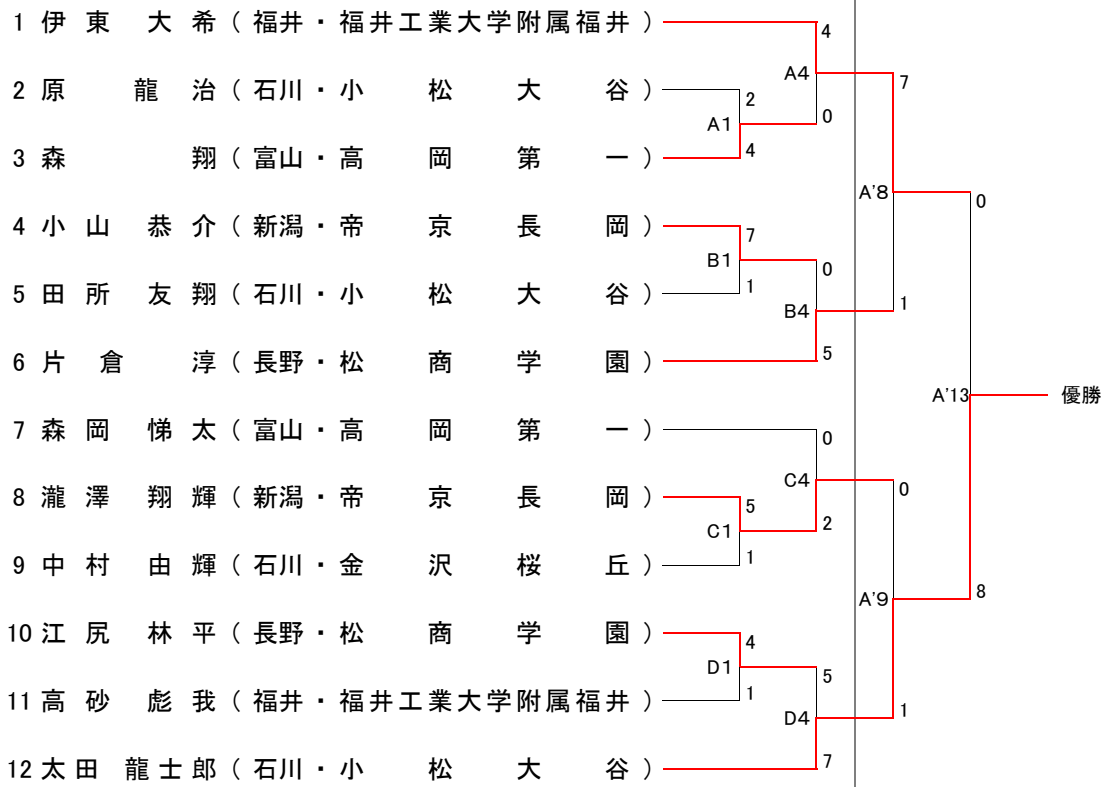 1 伊東 大希 ( 福井・福井工業大学附属福井 )
4
A4
7
2 原 龍治 ( 石川・小松大谷 )
2
A1
0
3 森 翔 ( 富山・高岡第一 )
4
A'8
0
4 小山 恭介 ( 新潟・帝京長岡 )
7
B1
0
5 田所 友翔 ( 石川・小松大谷 )
1
B4
1
6 片倉 淳 ( 長野・松商学園 )
5
A'13
優勝
7 森岡 悌太 ( 富山・高岡第一 )
0
C4
0
8 瀧澤 翔輝 ( 新潟・帝京長岡 )
5
C1
2
9 中村 由輝 ( 石川・金沢桜丘 )
1
A'9
8
10 江尻 林平 ( 長野・松商学園 )
4
D1
5
11 高砂 彪我 ( 福井・福井工業大学附属福井 )
1
D4
1
12 太田 龍士郎 ( 石川・小松大谷 )
7